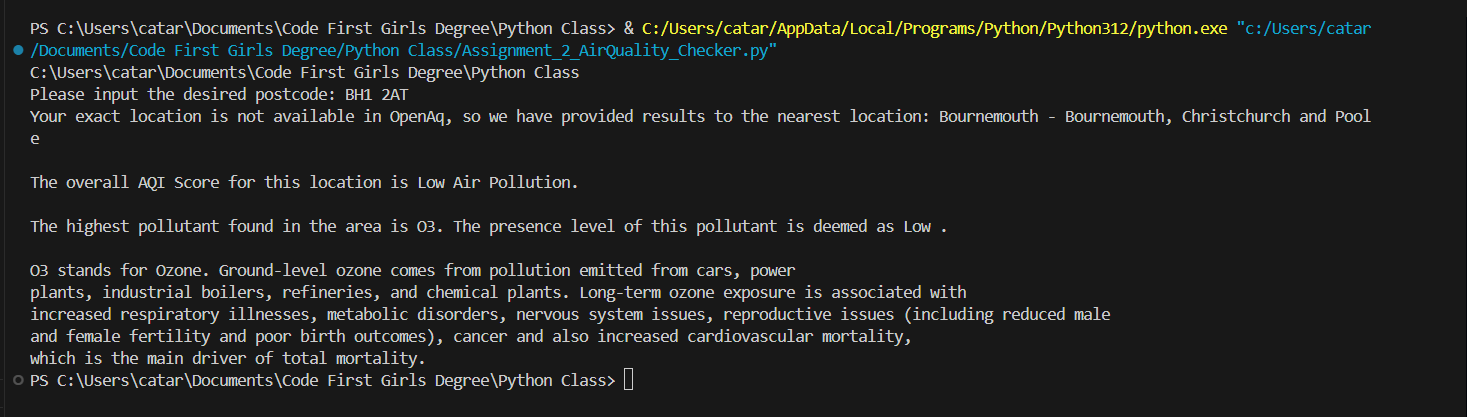 PS C:\Users\catar\Documents\Code First Girls Degree\Python Class> & C:/Users/catar/AppData/Local/Programs/Python/Python312/python.exe "c:/Users/catar
/Documents/Code First Girls Degree/Python Class/Assignment_2_AirQuality_Checker.py"
C:\Users\catar\Documents\Code First Girls Degree\Python Class
Please input the desired postcode: BH1 2AT
Your exact location is not available in OpenAq, so we have provided results to the nearest location: Bournemouth - Bournemouth, Christchurch and Pool
e
The overall AQI Score for this location is Low Air Pollution.
The highest pollutant found in the area is O3. The presence level of this pollutant is deemed as Low .
O3 stands for Ozone. Ground-level ozone comes from pollution emitted from cars, power
plants, industrial boilers, refineries, and chemical plants. Long-term ozone exposure is associated with
increased respiratory illnesses, metabolic disorders, nervous system issues, reproductive issues (including reduced male
and female fertility and poor birth outcomes), cancer and also increased cardiovascular mortality,
which is the main driver of total mortality.
PS C:\Users\catar\Documents\Code First Girls Degree\Python Class>